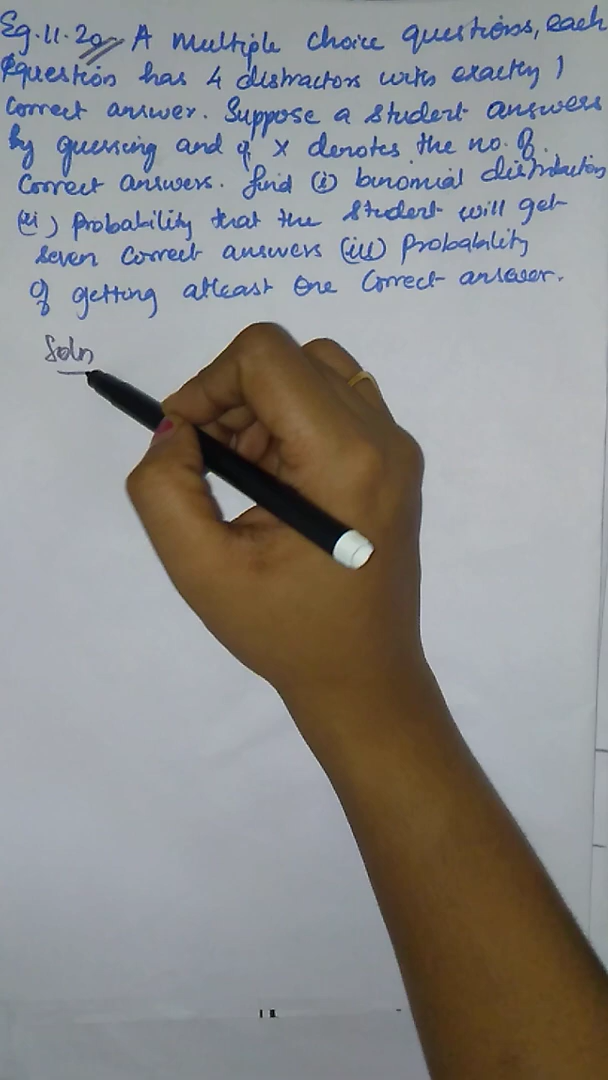 Eg.11.20 A multiple choice questions, each
question has 4 distractors with exactly 1
correct answer. Suppose a student answers
by guessing and if x denotes the no. of
correct answers. find (i) binomial distribution
(ii) probability that the student will get
seven correct answers (iii) Probability
of getting atleast one correct answer.
Soln